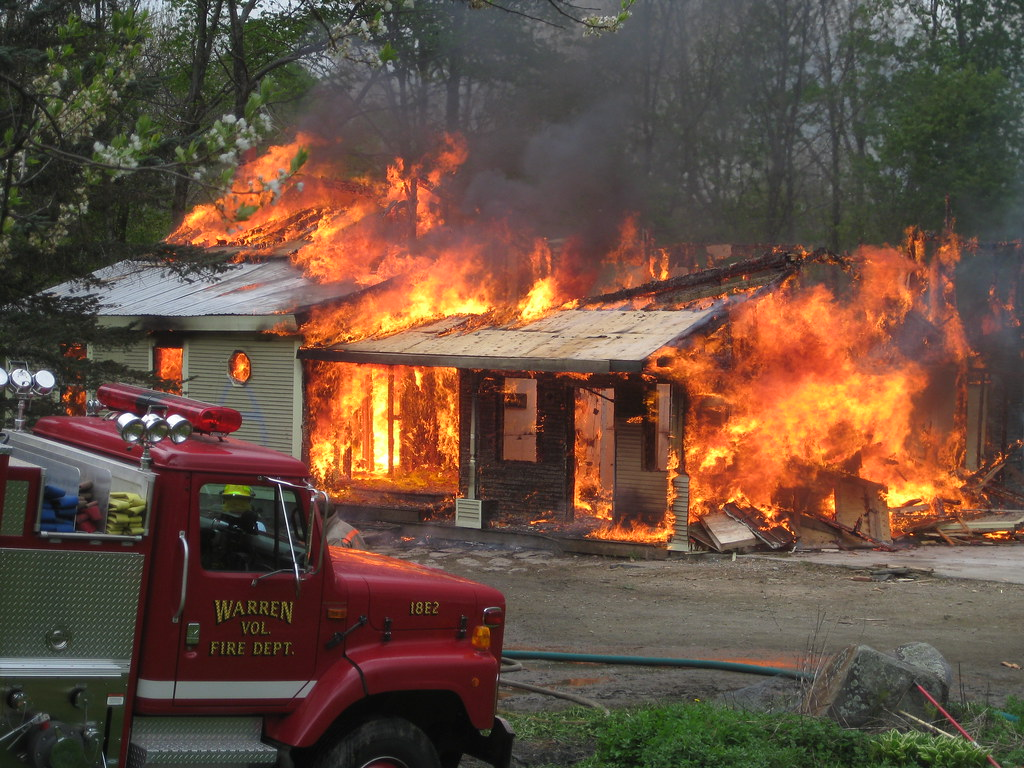 WARREN
VOL.
FIRE DEPT.
18E2